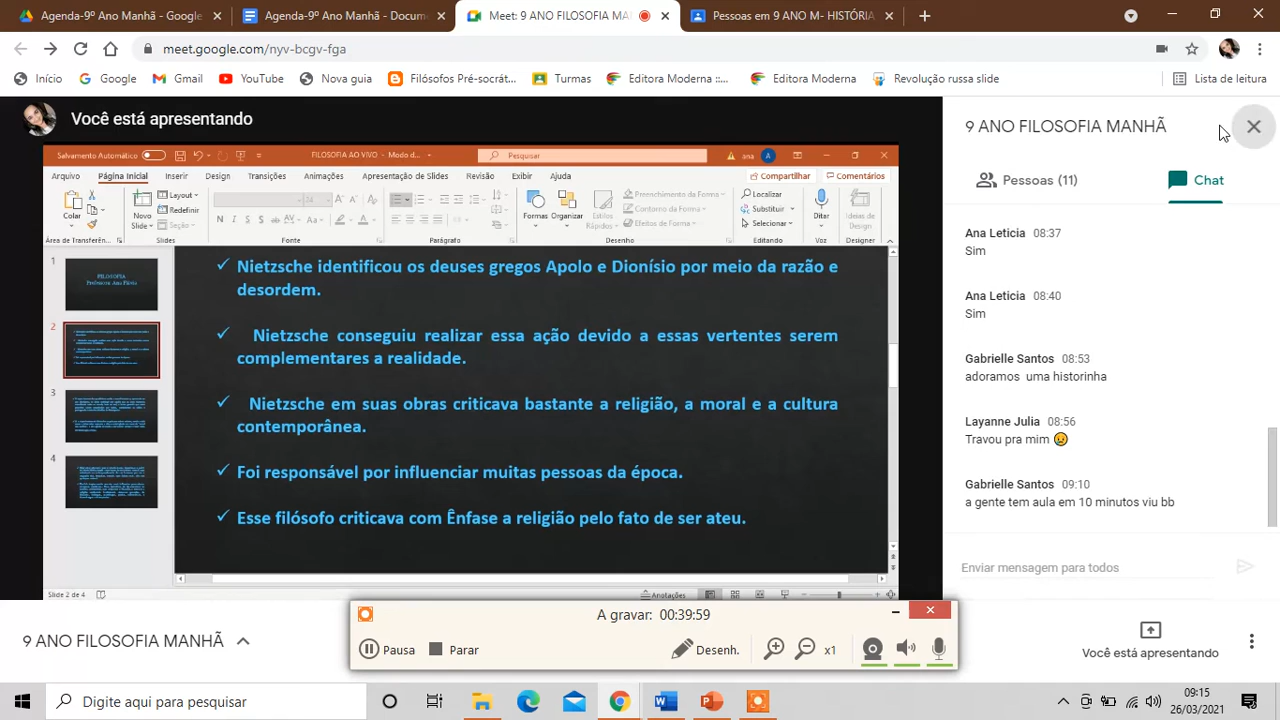 Agenda-9º Ano Manhã - Google
Agenda-9º Ano Manhã - Docum
Meet: 9 ANO FILOSOFIA MA
Pessoas em 9 ANO M- HISTÓRIA
meet.google.com/nyv-bcgv-fga
Início
Google
Gmail
YouTube
Nova guia
Filósofos Pré-socrát...
Turmas
Editora Moderna ::..
Editora Moderna
Revolução russa slide
Lista de leitura
Você está apresentando
Salvamento Automático
FILOSOFIA AO VIVO - Modo d...
Pesquisar
ana
A
Arquivo
Página Inicial
Inserir
Design
Transições
Animações
Apresentação de Slides
Revisão
Exibir
Ajuda
Compartilhar
Comentários
Colar
Novo
Slide
Layout
Redefinir
Seção
24
N
I
S
Aa
Formas
Organizar
Estilos
Rápidos
Preenchimento da Forma
Contorno da Forma
Efeitos de Forma
Localizar
Substituir
Selecionar
Ditar
Ideias de
Design
Área de Transferên...
Slides
Fonte
Parágrafo
Desenho
Edição
Voz
Designer
1
FILOSOFIA
2
3
4
Nietzsche identificou os deuses gregos Apolo e Dionísio por meio da razão e
desordem.
Nietzsche conseguiu realizar essa ação devido a essas vertentes serem
complementares a realidade.
Nietzsche em suas obras criticava bastante a religião, a moral e a cultura
contemporânea.
Foi responsável por influenciar muitas pessoas da época.
Esse filósofo criticava com Ênfase a religião pelo fato de ser ateu.
Slide 2 de 4
Anotações
9 ANO FILOSOFIA MANHÃ
Pessoas (11)
Chat
Ana Leticia 08:37
Sim
Ana Leticia 08:40
Sim
Gabrielle Santos 08:53
adoramos uma historinha
Layanne Julia 08:56
Travou pra mim 😥
Gabrielle Santos 09:10
a gente tem aula em 10 minutos viu bb
Enviar mensagem para todos
A gravar: 00:39:59
Pausa
Parar
Desenh.
x1
9 ANO FILOSOFIA MANHÃ
Você está apresentando
Digite aqui para pesquisar
09:15
26/03/2021